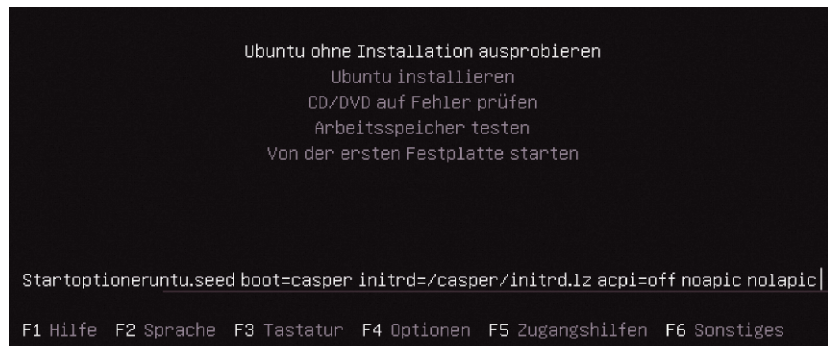 Ubuntu ohne Installation ausprobieren
Ubuntu installieren
CD/DVD auf Fehler prüfen
Arbeitsspeicher testen
Von der ersten Festplatte starten
Startoptioneruntu.seed boot=casper initrd=/casper/initrd.lz acpi=off noapic nolapic
F1 Hilfe F2 Sprache F3 Tastatur F4 Optionen F5 Zugangshilfen F6 Sonstiges